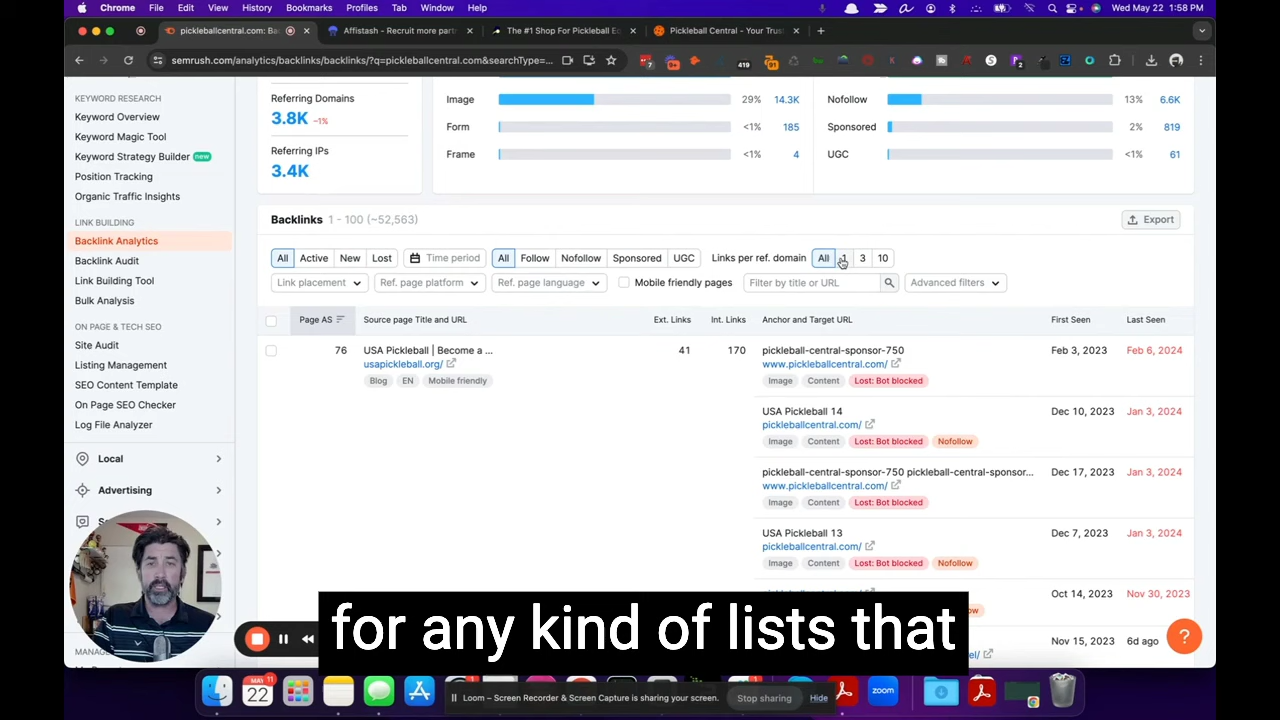 Chrome File Edit View History Bookmarks Profiles Tab Window Help
Wed May 22 1:58 PM
pickleballcentral.com: Ba
Affistash - Recruit more partn
The #1 Shop For Pickleball Eq
Pickleball Central - Your Trus
semrush.com/analytics/backlinks/backlinks/?q=pickleballcentral.com&searchType=...
KEYWORD RESEARCH
Keyword Overview
Keyword Magic Tool
Keyword Strategy Builder new
Position Tracking
Organic Traffic Insights
LINK BUILDING
Backlink Analytics
Backlink Audit
Link Building Tool
Bulk Analysis
ON PAGE & TECH SEO
Site Audit
Listing Management
SEO Content Template
On Page SEO Checker
Log File Analyzer
Local
Advertising
Referring Domains
3.8K -1%
Referring IPs
3.4K
Image 29% 14.3K
Form <1% 185
Frame <1% 4
Nofollow 13% 6.6K
Sponsored 2% 819
UGC <1% 61
Backlinks 1 - 100 (~52,563)
Export
All Active New Lost Time period All Follow Nofollow Sponsored UGC Links per ref. domain All 1 3 10
Link placement Ref. page platform Ref. page language Mobile friendly pages Filter by title or URL Advanced filters
Page AS Source page Title and URL Ext. Links Int. Links Anchor and Target URL First Seen Last Seen
76 USA Pickleball | Become a ... 41 170 pickleball-central-sponsor-750 Feb 3, 2023 Feb 6, 2024
usapickleball.org/ www.pickleballcentral.com/
Blog EN Mobile friendly Image Content Lost: Bot blocked
USA Pickleball 14 Dec 10, 2023 Jan 3, 2024
pickleballcentral.com/
Image Content Lost: Bot blocked Nofollow
pickleball-central-sponsor-750 pickleball-central-sponsor... Dec 17, 2023 Jan 3, 2024
www.pickleballcentral.com/
Image Content Lost: Bot blocked
USA Pickleball 13 Dec 7, 2023 Jan 3, 2024
pickleballcentral.com/
Image Content Lost: Bot blocked Nofollow
Oct 14, 2023 Nov 30, 2023
Nov 15, 2023 6d ago
for any kind of lists that
?
Loom – Screen Recorder & Screen Capture is sharing your screen. Stop sharing Hide
MAY
22
zoom